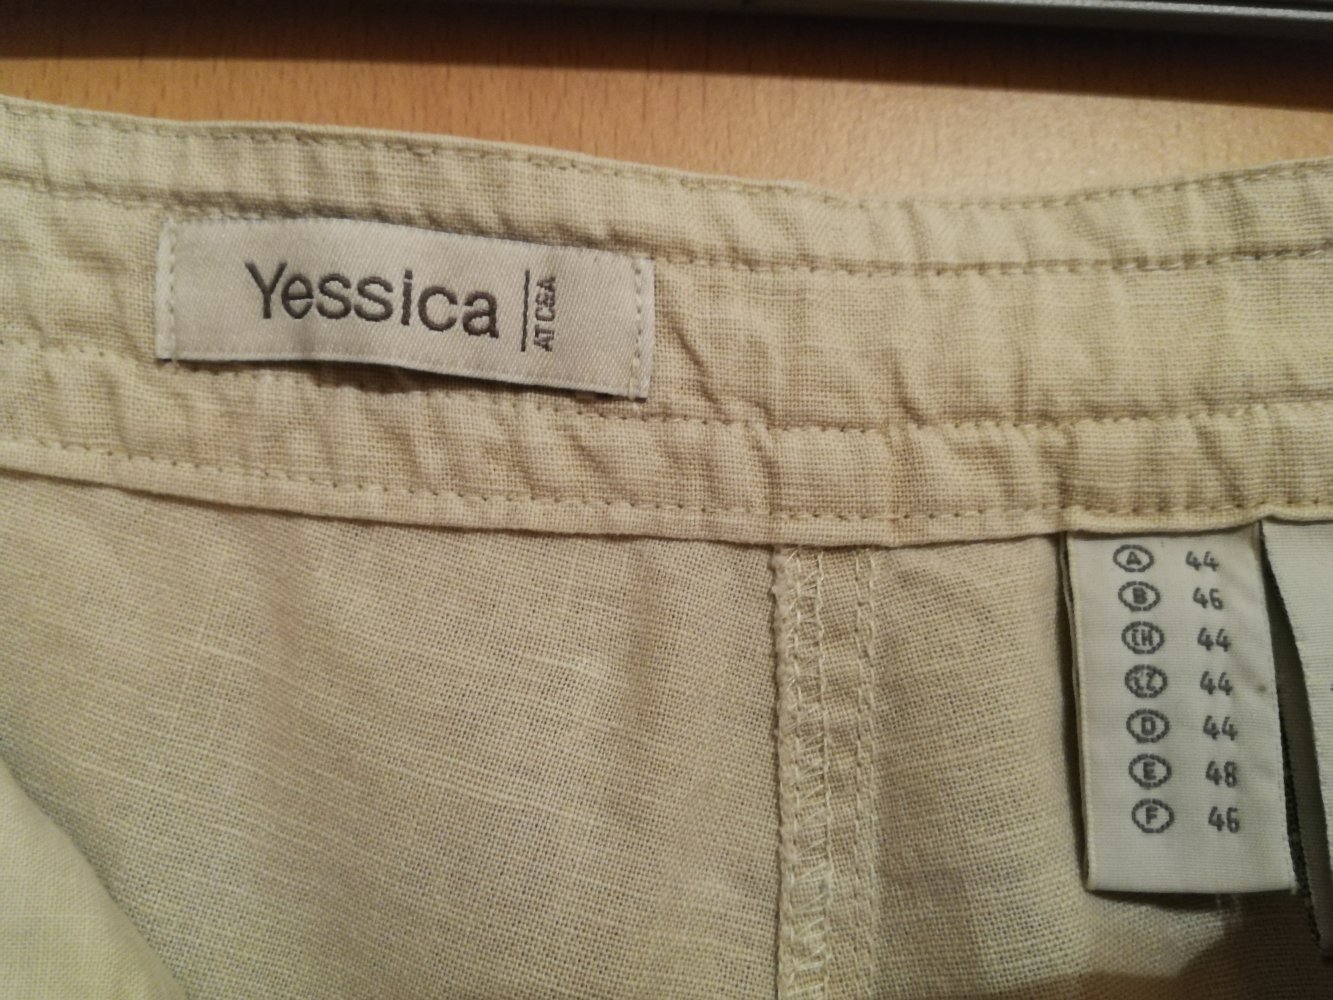 Yessica
AT C&A
A 44
B 46
CH 44
CZ 44
D 44
E 48
F 46